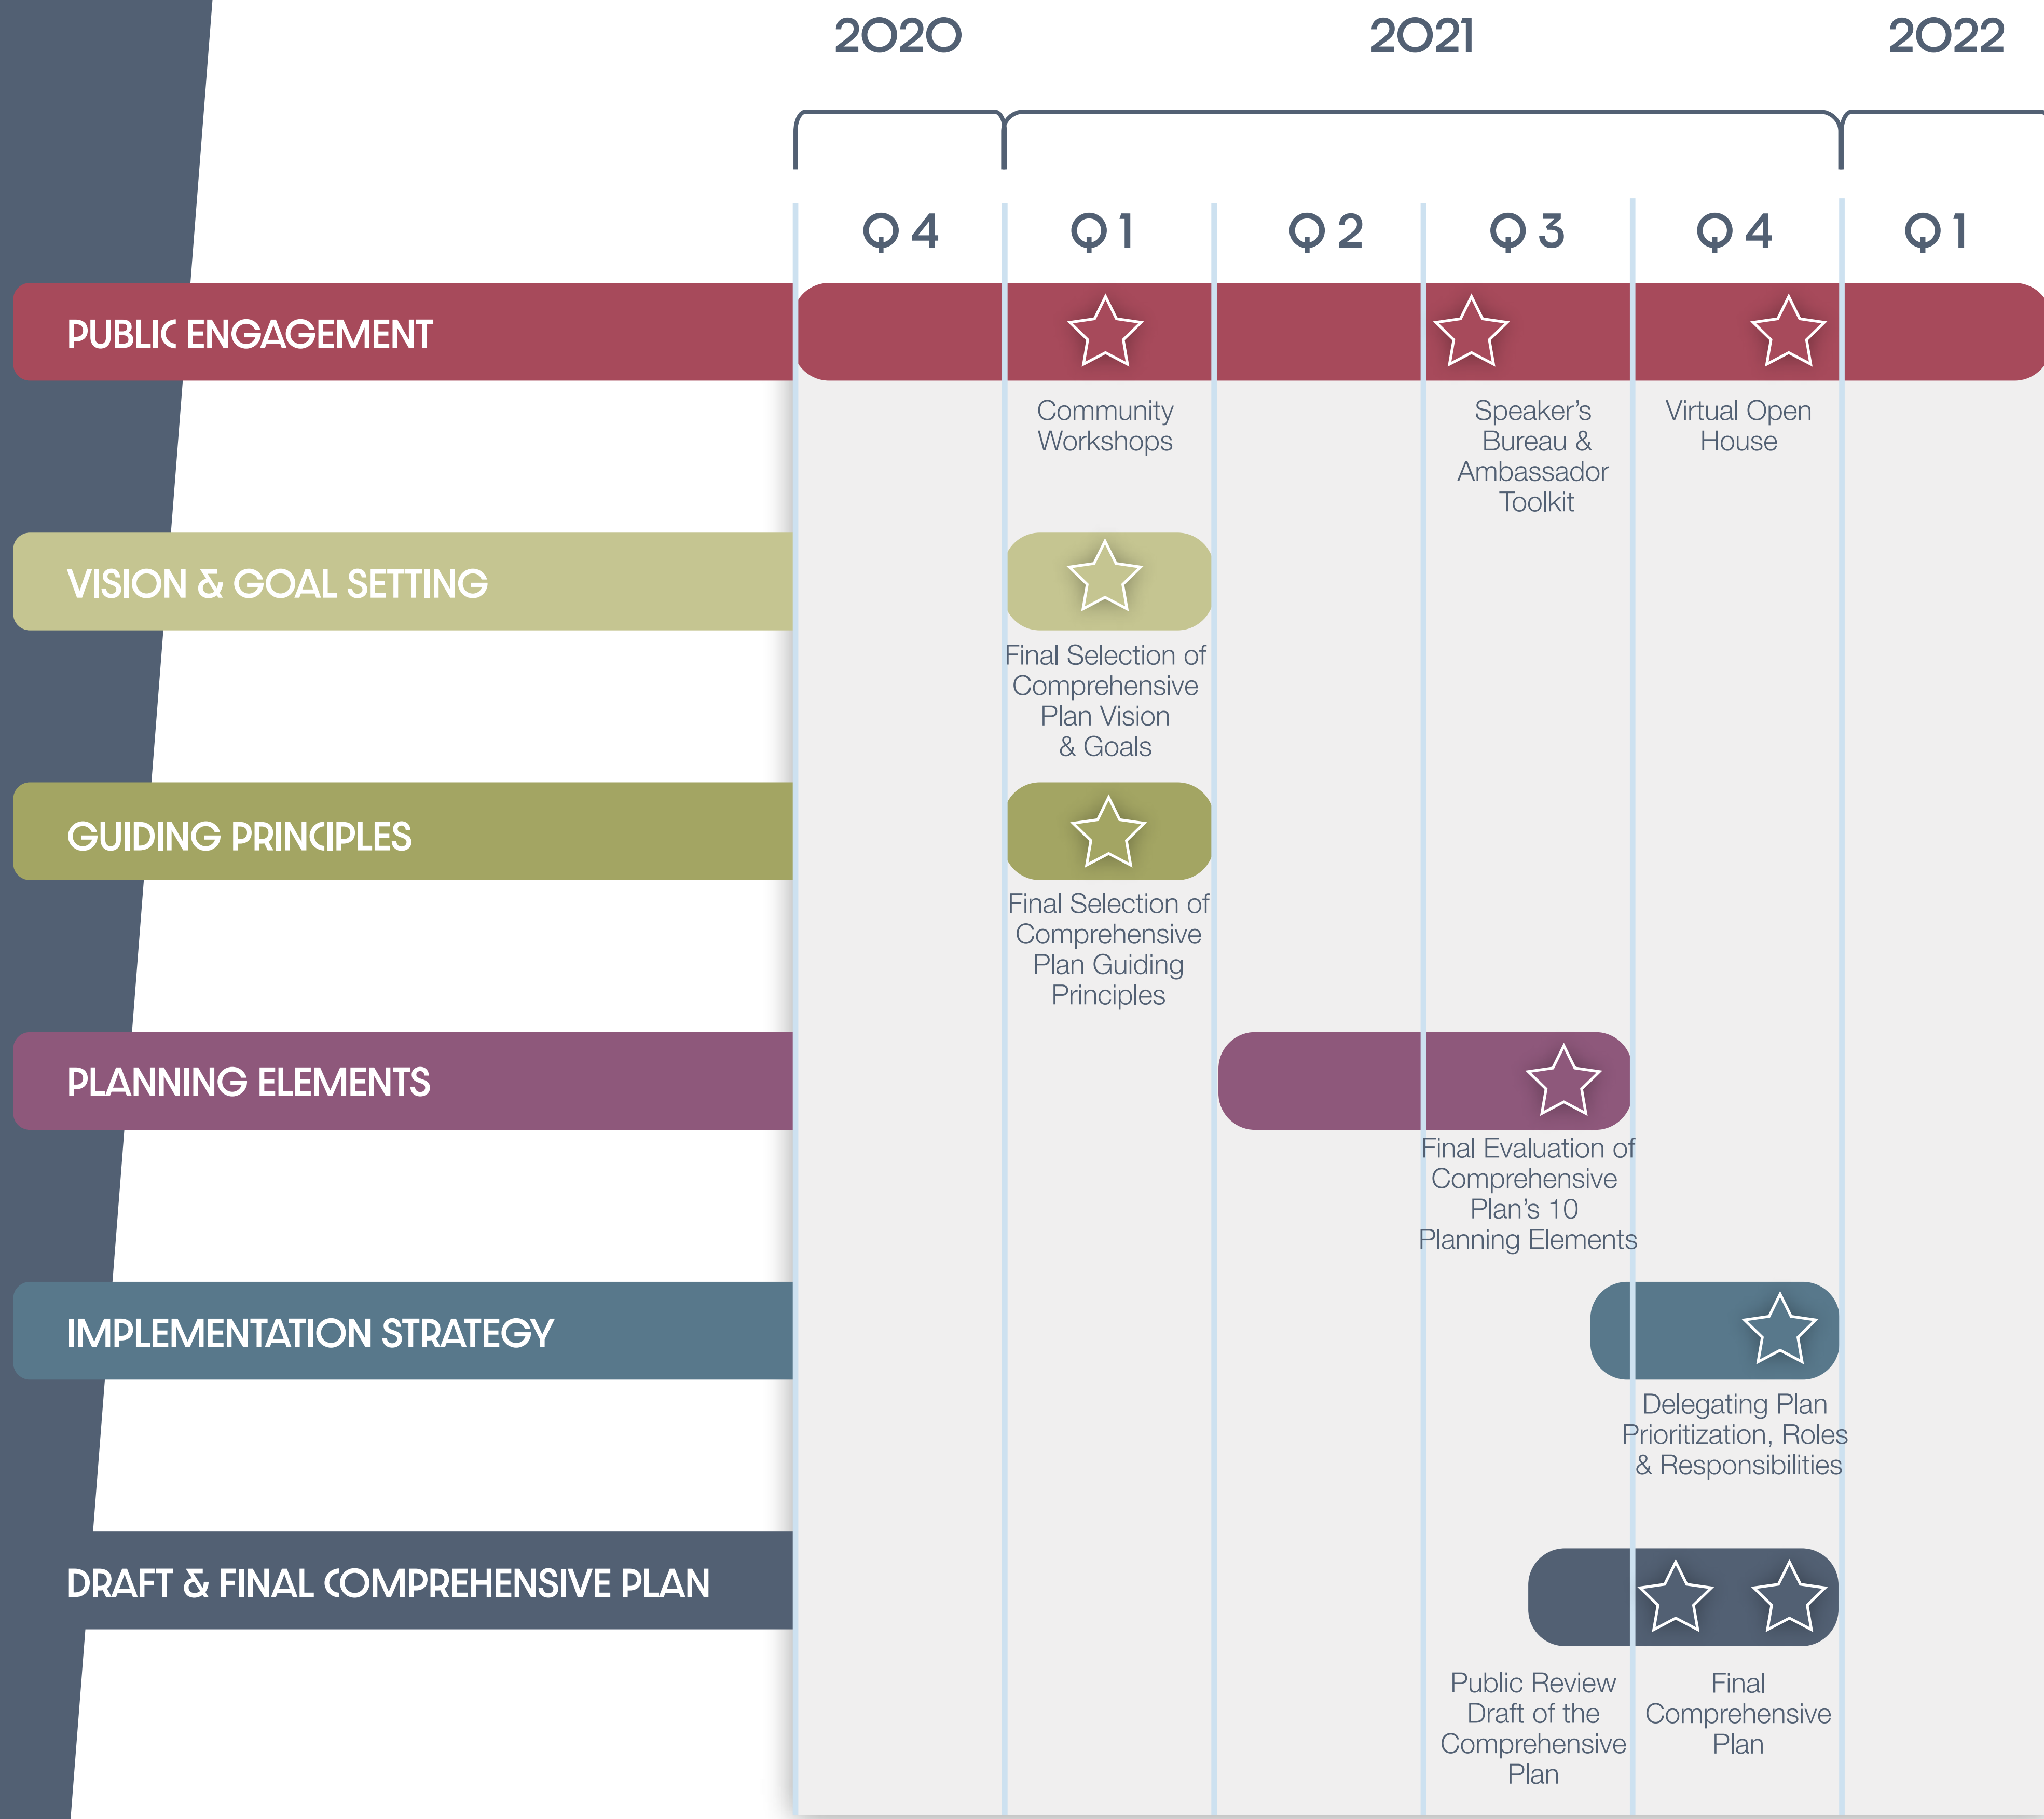 2020 2021 2022
Q4 Q1 Q2 Q3 Q4 Q1
PUBLIC ENGAGEMENT
Community
Workshops
Speaker’s
Bureau &
Ambassador
Toolkit
Virtual Open
House
VISION & GOAL SETTING
Final Selection of
Comprehensive
Plan Vision
& Goals
GUIDING PRINCIPLES
Final Selection of
Comprehensive
Plan Guiding
Principles
PLANNING ELEMENTS
Final Evaluation of
Comprehensive
Plan’s 10
Planning Elements
IMPLEMENTATION STRATEGY
Delegating Plan
Prioritization, Roles
& Responsibilities
DRAFT & FINAL COMPREHENSIVE PLAN
Public Review
Draft of the
Comprehensive
Plan
Final
Comprehensive
Plan